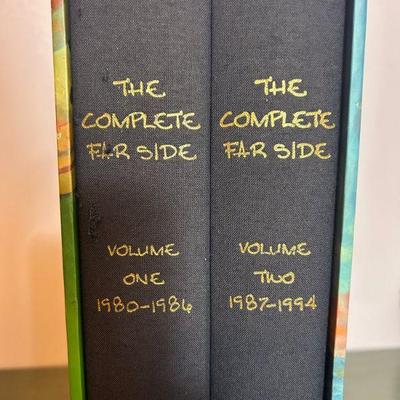 THE
COMPLETE
FAR SIDE
VOLUME
ONE
1980-1986
THE
COMPLETE
FAR SIDE
VOLUME
TWO
1987-1994